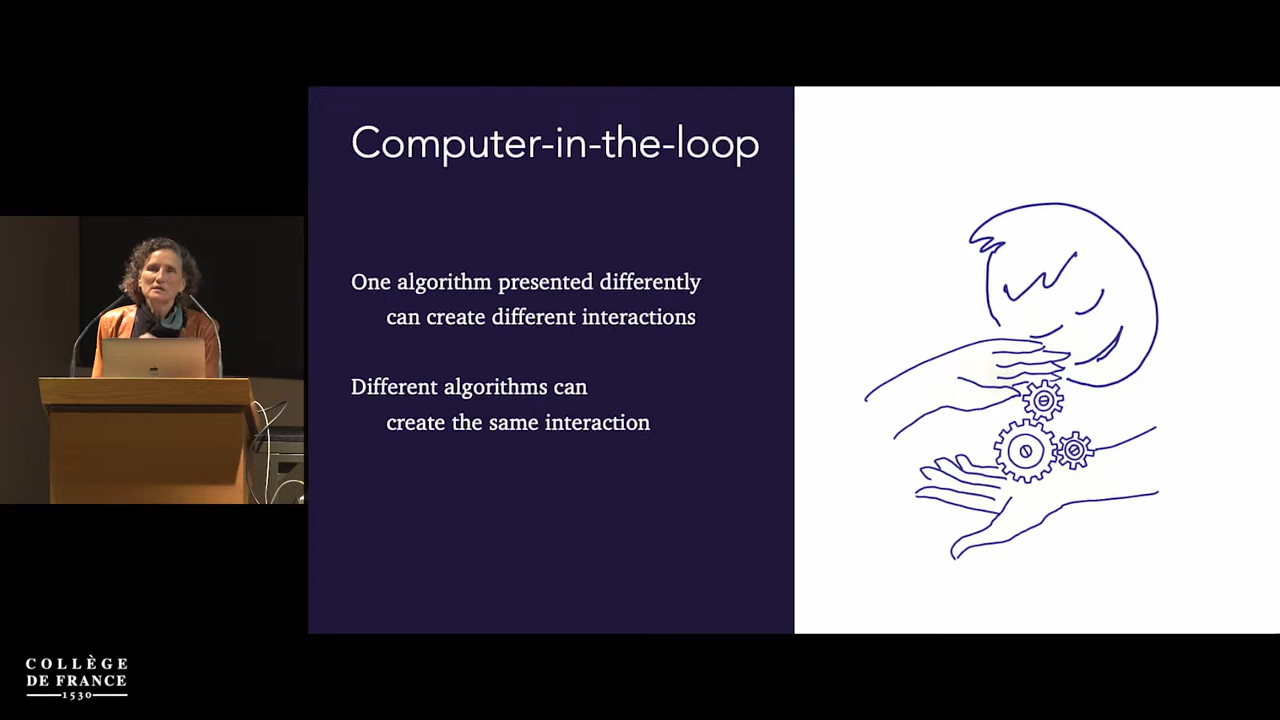 Computer-in-the-loop
One algorithm presented differently
can create different interactions
Different algorithms can
create the same interaction
COLLÈGE
DE FRANCE
1530